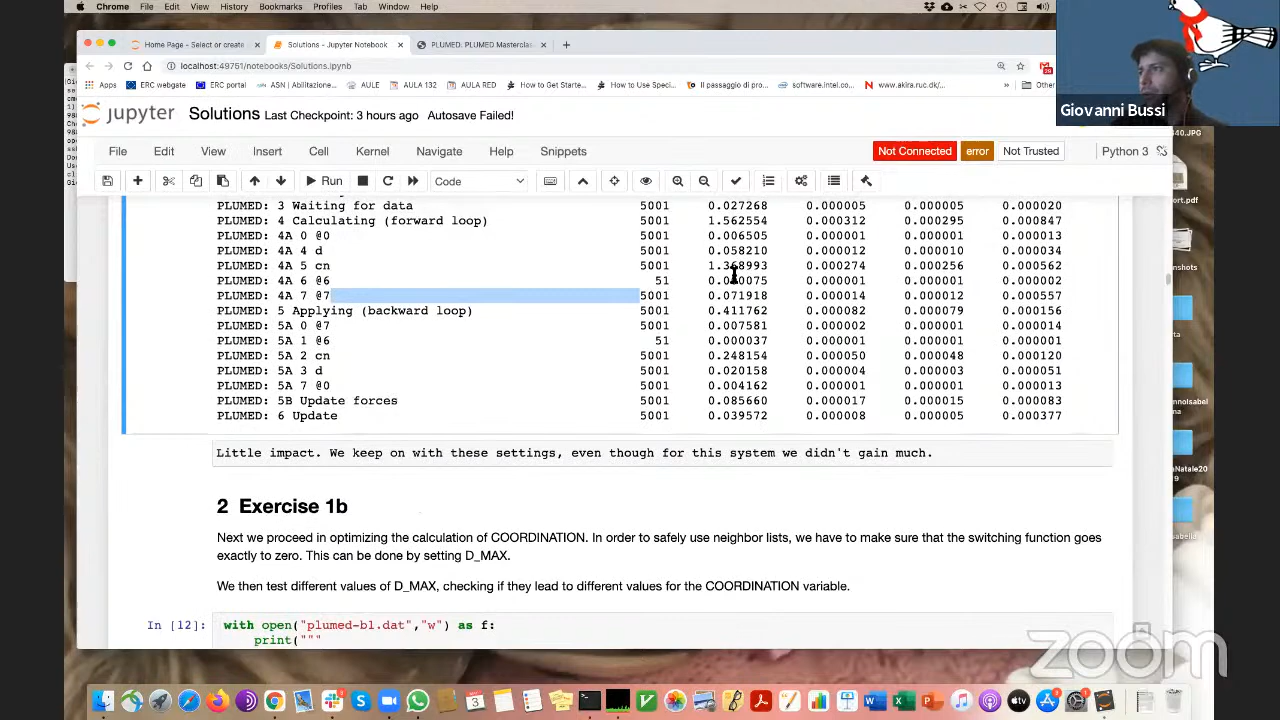 Chrome File Edit View History Bookmarks Profiles Tab Window Help
Home Page - Select or create
Solutions - Jupyter Notebook
PLUMED: PLUMED Masterclas
localhost:49761/notebooks/Solutions.ipynb
Apps ERC website ERC portal ASN | Abilitazione... AULE AULA 113 AULA RED How to Get Starte... How to Use Speci... Il passaggio di pro... software.intel.co... www.akira.ruc.dk/... Other
Giovanni Bussi
jupyter Solutions Last Checkpoint: 3 hours ago Autosave Failed!
File Edit View Insert Cell Kernel Navigate Help Snippets Not Connected error Not Trusted Python 3
Run Code
PLUMED: 3 Waiting for data 5001 0.027268 0.000005 0.000005 0.000020
PLUMED: 4 Calculating (forward loop) 5001 1.562554 0.000312 0.000295 0.000847
PLUMED: 4A 0 @0 5001 0.006505 0.000001 0.000001 0.000013
PLUMED: 4A 4 d 5001 0.058210 0.000012 0.000010 0.000034
PLUMED: 4A 5 cn 5001 1.368993 0.000274 0.000256 0.000562
PLUMED: 4A 6 @6 51 0.000075 0.000001 0.000001 0.000004
PLUMED: 4A 7 @7 5001 0.071918 0.000014 0.000012 0.000557
PLUMED: 5 Applying (backward loop) 5001 0.411762 0.000082 0.000079 0.000156
PLUMED: 5A 0 @7 5001 0.007581 0.000002 0.000001 0.000014
PLUMED: 5A 1 @6 51 0.000037 0.000001 0.000001 0.000001
PLUMED: 5A 2 cn 5001 0.248154 0.000050 0.000048 0.000120
PLUMED: 5A 3 d 5001 0.020158 0.000004 0.000003 0.000051
PLUMED: 5A 7 @0 5001 0.004162 0.000001 0.000001 0.000013
PLUMED: 5B Update forces 5001 0.085660 0.000017 0.000015 0.000083
PLUMED: 6 Update 5001 0.039572 0.000008 0.000005 0.000377
Little impact. We keep on with these settings, even though for this system we didn't gain much.
2 Exercise 1b
Next we proceed in optimizing the calculation of COORDINATION. In order to safely use neighbor lists, we have to make sure that the switching function goes
exactly to zero. This can be done by setting D_MAX.
We then test different values of D_MAX, checking if they lead to different values for the COORDINATION variable.
In [12]: with open("plumed-b1.dat","w") as f:
print("""
zoom